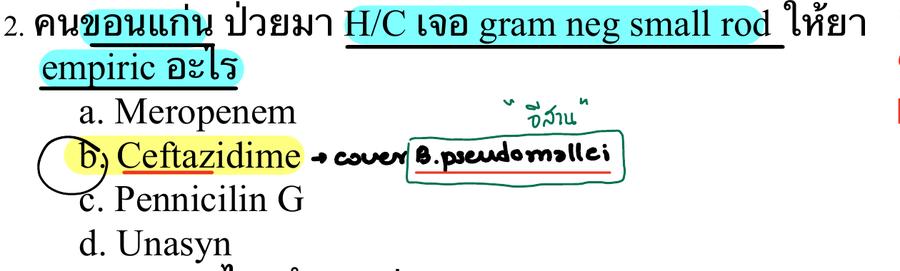 2. คนขอนแก่น ป่วยมา H/C เจอ gram neg small rod ให้ยา
empiric อะไร
a. Meropenem
"อีสาน"
b. Ceftazidime → cover B.pseudomallei
c. Pennicilin G
d. Unasyn